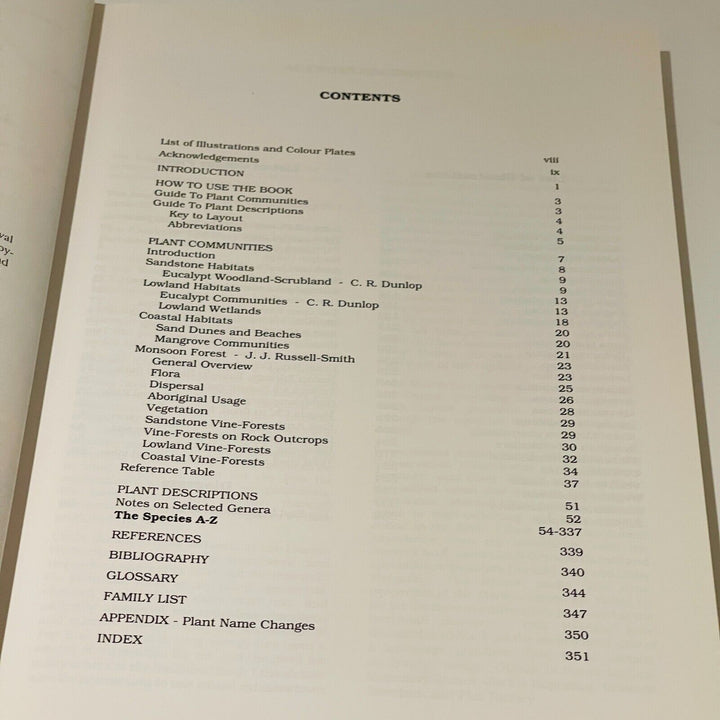 CONTENTS
List of Illustrations and Colour Plates viii
Acknowledgements ix
INTRODUCTION 1
HOW TO USE THE BOOK 3
Guide To Plant Communities 3
Guide To Plant Descriptions 4
Key to Layout 4
Abbreviations 5
PLANT COMMUNITIES 7
Introduction 8
Sandstone Habitats 9
Eucalypt Woodland-Scrubland - C. R. Dunlop 9
Lowland Habitats 13
Eucalypt Communities - C. R. Dunlop 13
Lowland Wetlands 18
Coastal Habitats 20
Sand Dunes and Beaches 20
Mangrove Communities 21
Monsoon Forest - J. J. Russell-Smith 23
General Overview 23
Flora 25
Dispersal 26
Aboriginal Usage 28
Vegetation 29
Sandstone Vine-Forests 29
Vine-Forests on Rock Outcrops 30
Lowland Vine-Forests 32
Coastal Vine-Forests 34
Reference Table 37
PLANT DESCRIPTIONS 51
Notes on Selected Genera 52
The Species A-Z 54-337
REFERENCES 339
BIBLIOGRAPHY 340
GLOSSARY 344
FAMILY LIST 347
APPENDIX - Plant Name Changes 350
INDEX 351